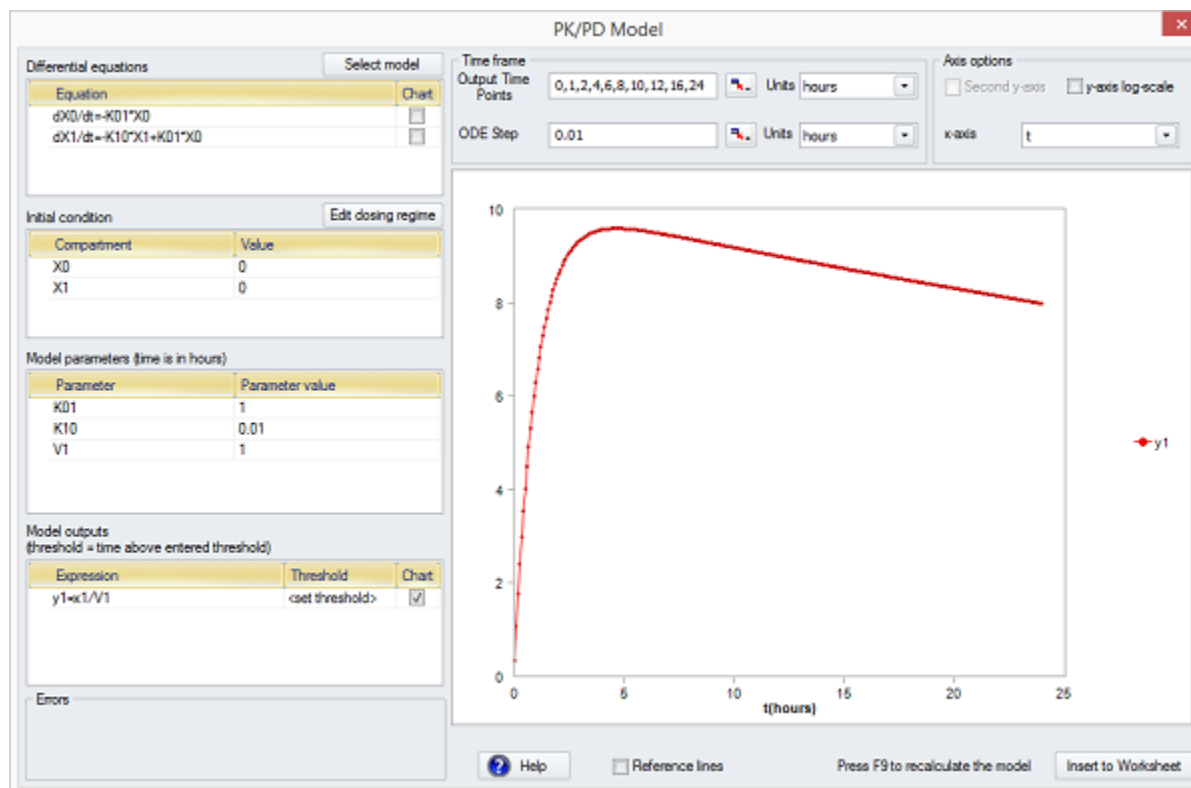 PK/PD Model
Differential equations
Select model
Equation Chart
dX0/dt=-K01*X0
dX1/dt=-K10*X1+K01*X0
Initial condition
Edit dosing regime
Compartment Value
X0 0
X1 0
Model parameters (time is in hours)
Parameter Parameter value
K01 1
K10 0.01
V1 1
Model outputs
(threshold = time above entered threshold)
Expression Threshold Chart
y1=x1/V1 <set threshold>
Errors
Time frame
Output Time
Points
0,1,2,4,6,8,10,12,16,24
Units hours
ODE Step 0.01 Units hours
Axis options
Second y-axis y-axis log-scale
x-axis t
10
8
6
4
2
0
0 5 10 15 20 25
t(hours)
y1
? Help
Reference lines
Press F9 to recalculate the model
Insert to Worksheet